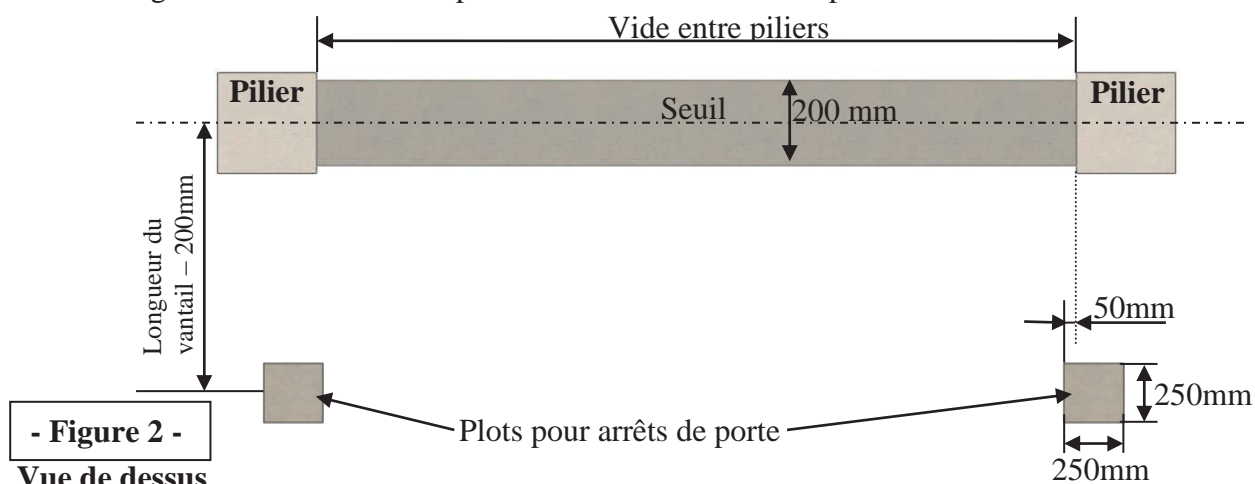 Vide entre piliers
Pilier
Seuil
200 mm
Pilier
Longueur du
vantail – 200mm
50mm
250mm
Plots pour arrêts de porte
250mm
- Figure 2 -
Vue de dessus